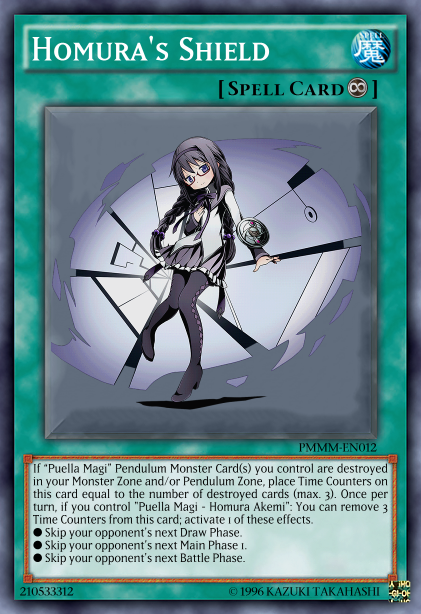 HOMURA'S SHIELD
SPELL
魔
[SPELL CARD]
PMMM-EN012
If "Puella Magi" Pendulum Monster Card(s) you control are destroyed
in your Monster Zone and/or Pendulum Zone, place Time Counters on
this card equal to the number of destroyed cards (max. 3). Once per
turn, if you control "Puella Magi - Homura Akemi": You can remove 3
Time Counters from this card; activate 1 of these effects.
● Skip your opponent's next Draw Phase.
● Skip your opponent's next Main Phase 1.
● Skip your opponent's next Battle Phase.
210533312
©1996 KAZUKI TAKAHASHI